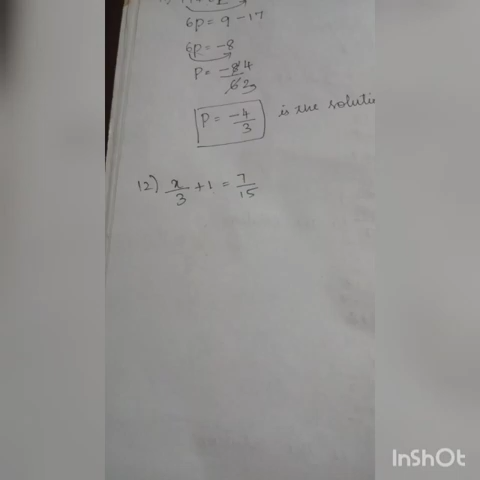 6p = 9 - 17
6p = -8
p = -8 4 / 6 3
p = -4/3 is the soluti
12) x/3 + 1 = 7/15
InShOt